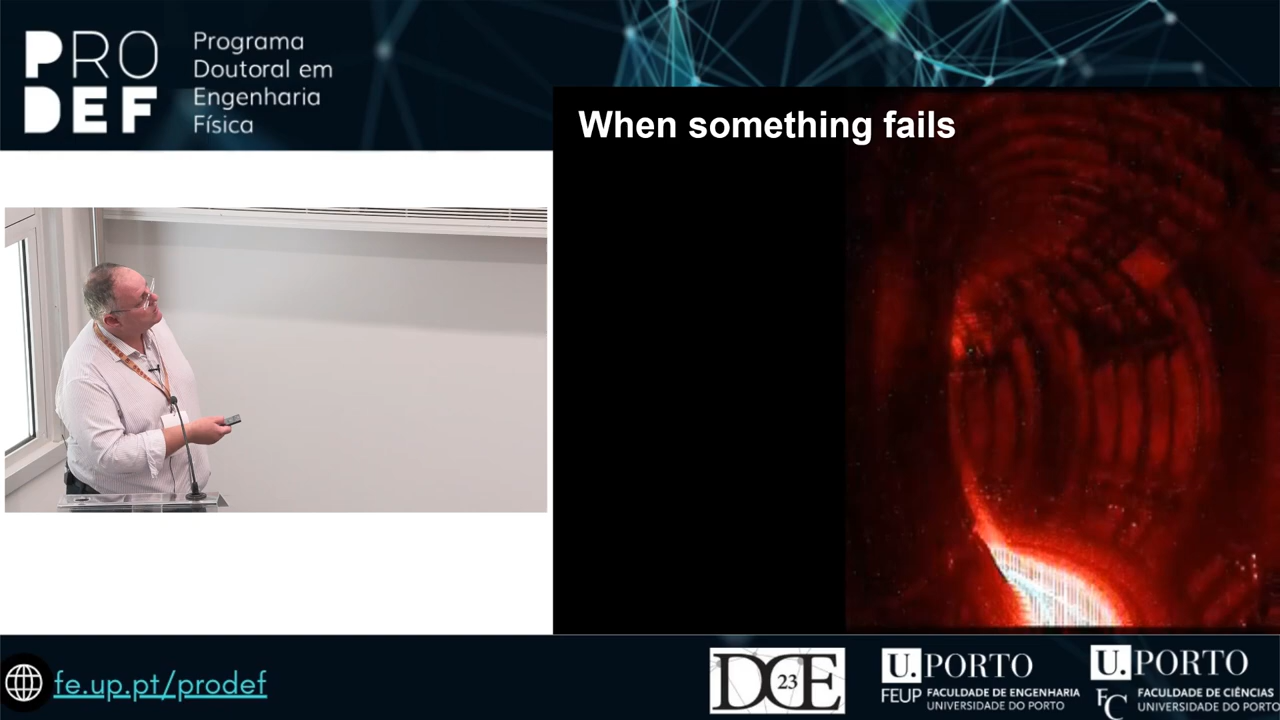 PRO
DEF
Programa
Doutoral em
Engenharia
Física
When something fails
fe.up.pt/prodef
DCE
23
U.PORTO
FEUP FACULDADE DE ENGENHARIA
UNIVERSIDADE DO PORTO
U.PORTO
FC FACULDADE DE CIÊNCIAS
UNIVERSIDADE DO PORTO